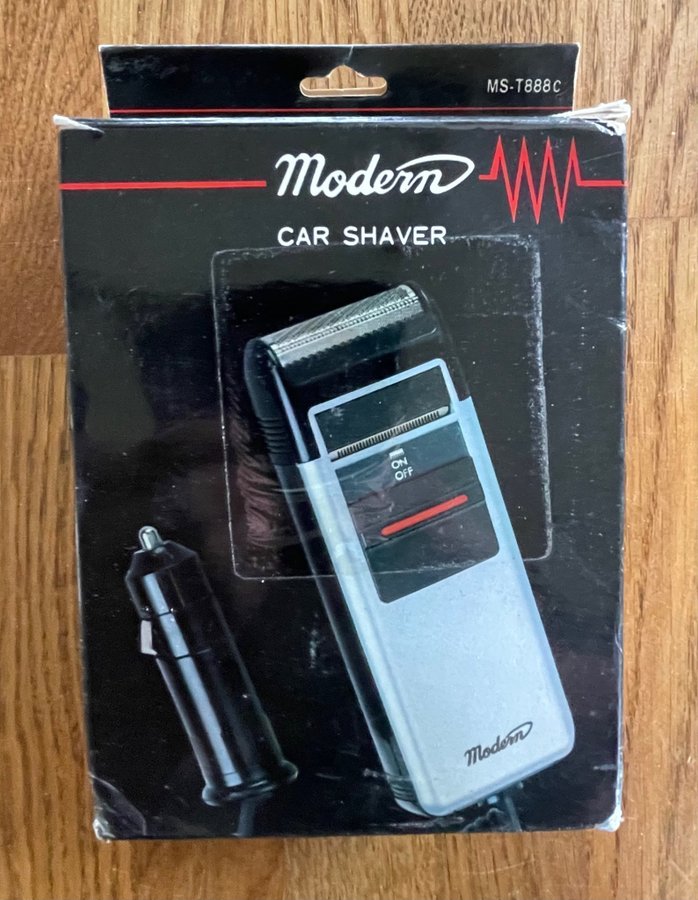 MS-T888C
Modern
CAR SHAVER
ON
OFF
Modern